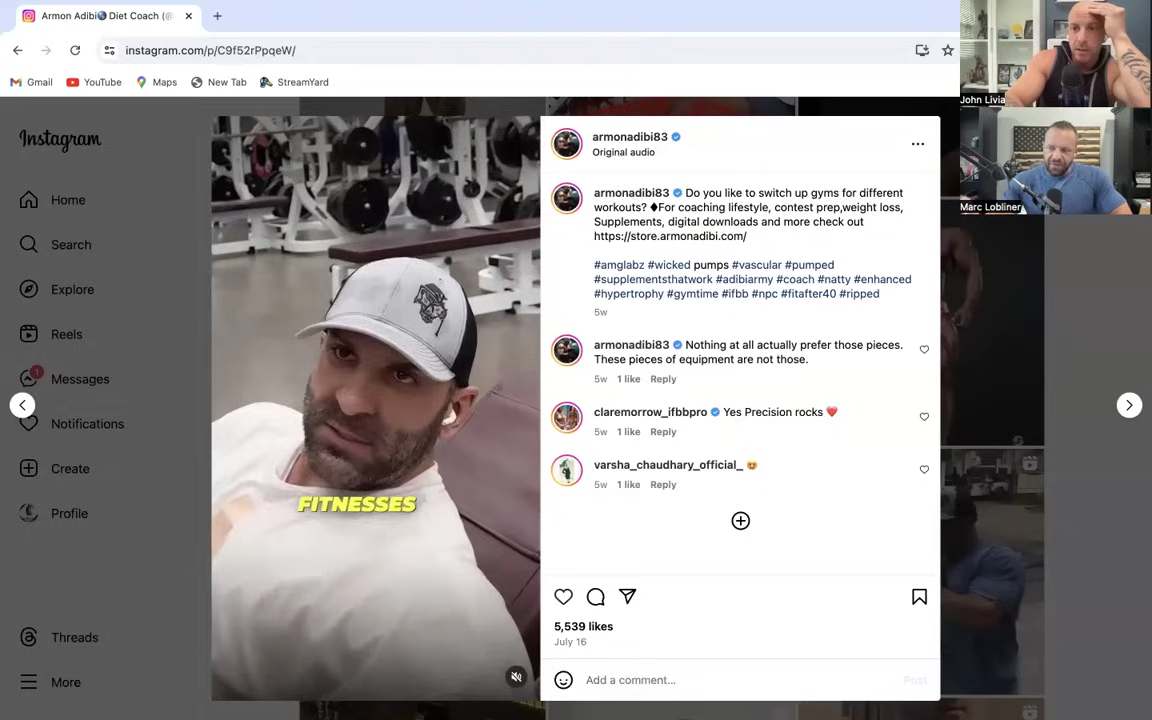 Armon Adibi🌎 Diet Coach (@
instagram.com/p/C9f52rPpqeW/
Gmail
YouTube
Maps
New Tab
StreamYard
John Livia
Marc Lobliner
Instagram
Home
Search
Explore
Reels
1
Messages
Notifications
Create
Profile
Threads
More
FITNESSES
armonadibi83
Original audio
armonadibi83 Do you like to switch up gyms for different
workouts? ♦For coaching lifestyle, contest prep,weight loss,
Supplements, digital downloads and more check out
https://store.armonadibi.com/
#amglabz #wicked pumps #vascular #pumped
#supplementsthatwork #adibiarmy #coach #natty #enhanced
#hypertrophy #gymtime #ifbb #npc #fitafter40 #ripped
5w
armonadibi83 Nothing at all actually prefer those pieces.
These pieces of equipment are not those.
5w 1 like Reply
claremorrow_ifbbpro Yes Precision rocks ❤️
5w 1 like Reply
varsha_chaudhary_official_ 😍
5w 1 like Reply
5,539 likes
July 16
Add a comment...
Post